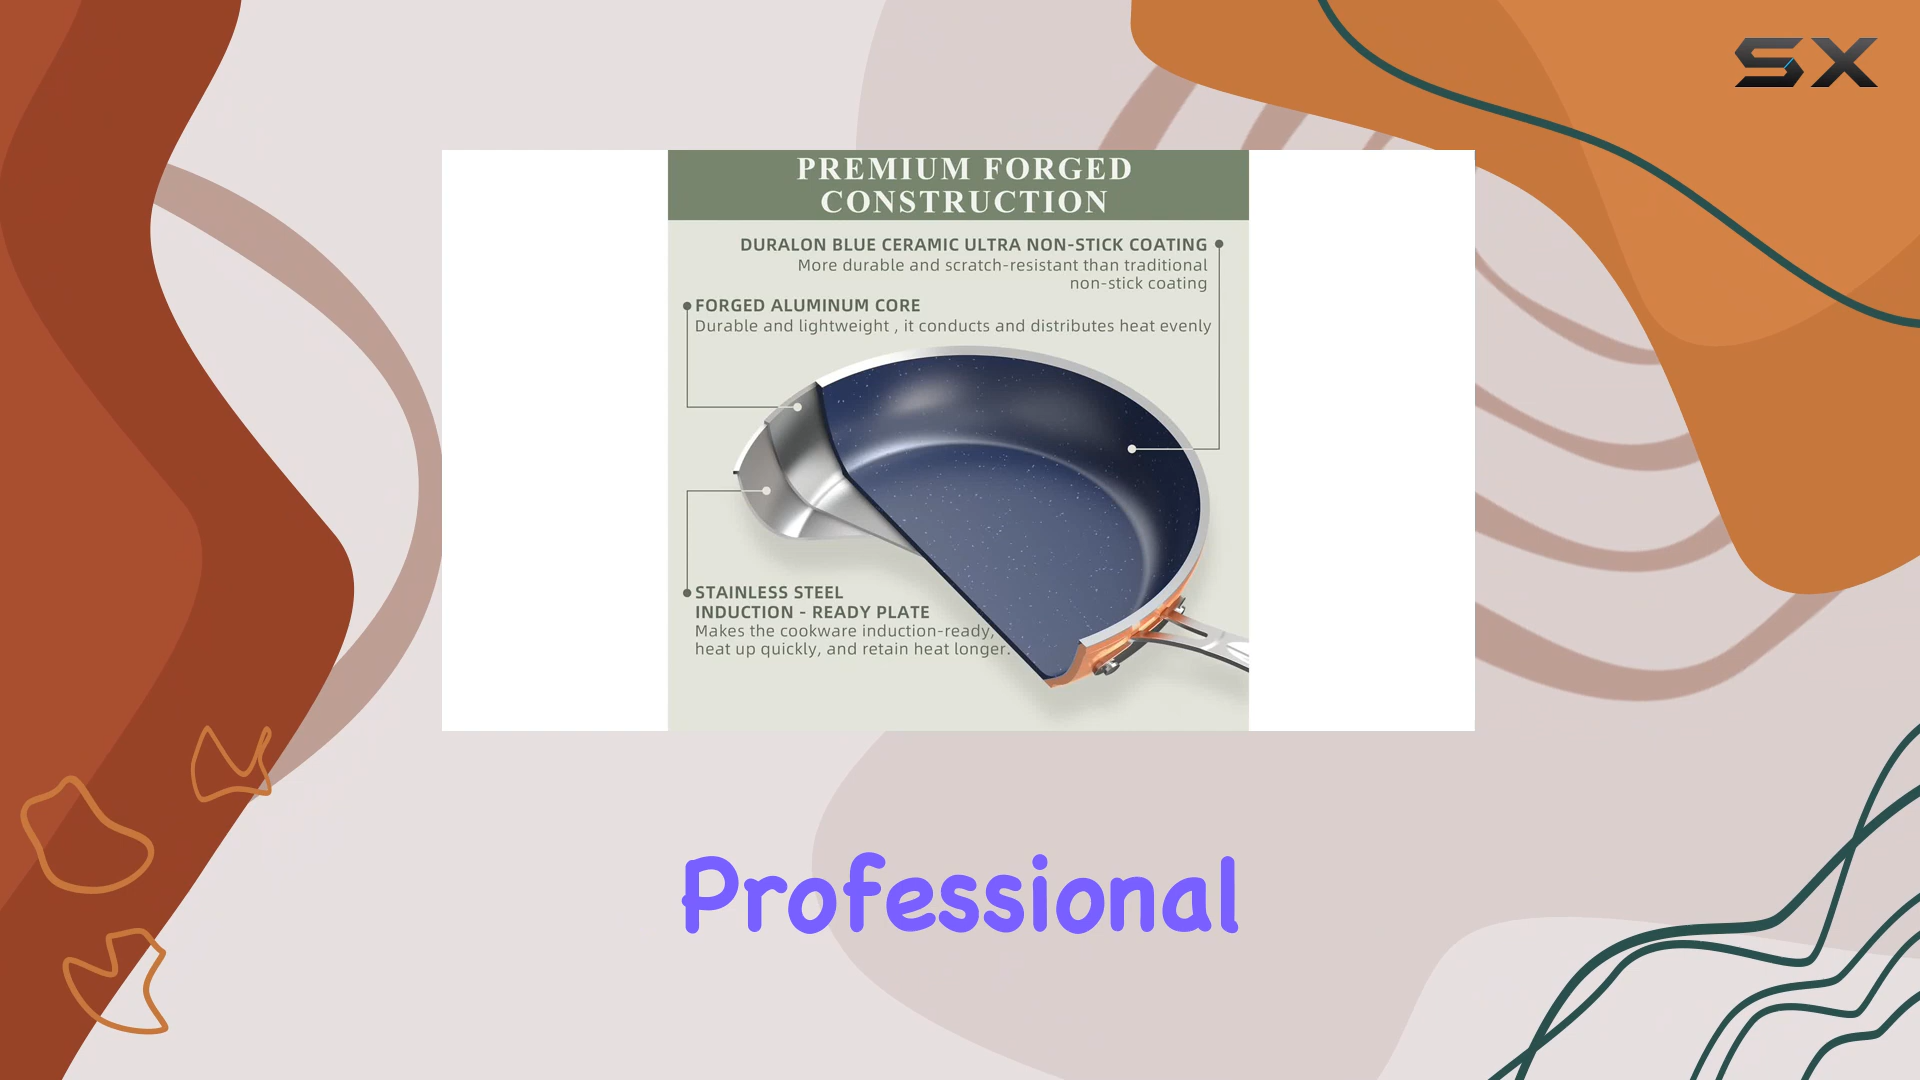 SX
PREMIUM FORGED
CONSTRUCTION
DURALON BLUE CERAMIC ULTRA NON-STICK COATING
More durable and scratch-resistant than traditional
non-stick coating
FORGED ALUMINUM CORE
Durable and lightweight , it conducts and distributes heat evenly
STAINLESS STEEL
INDUCTION - READY PLATE
Makes the cookware induction-ready,
heat up quickly, and retain heat longer.
Professional